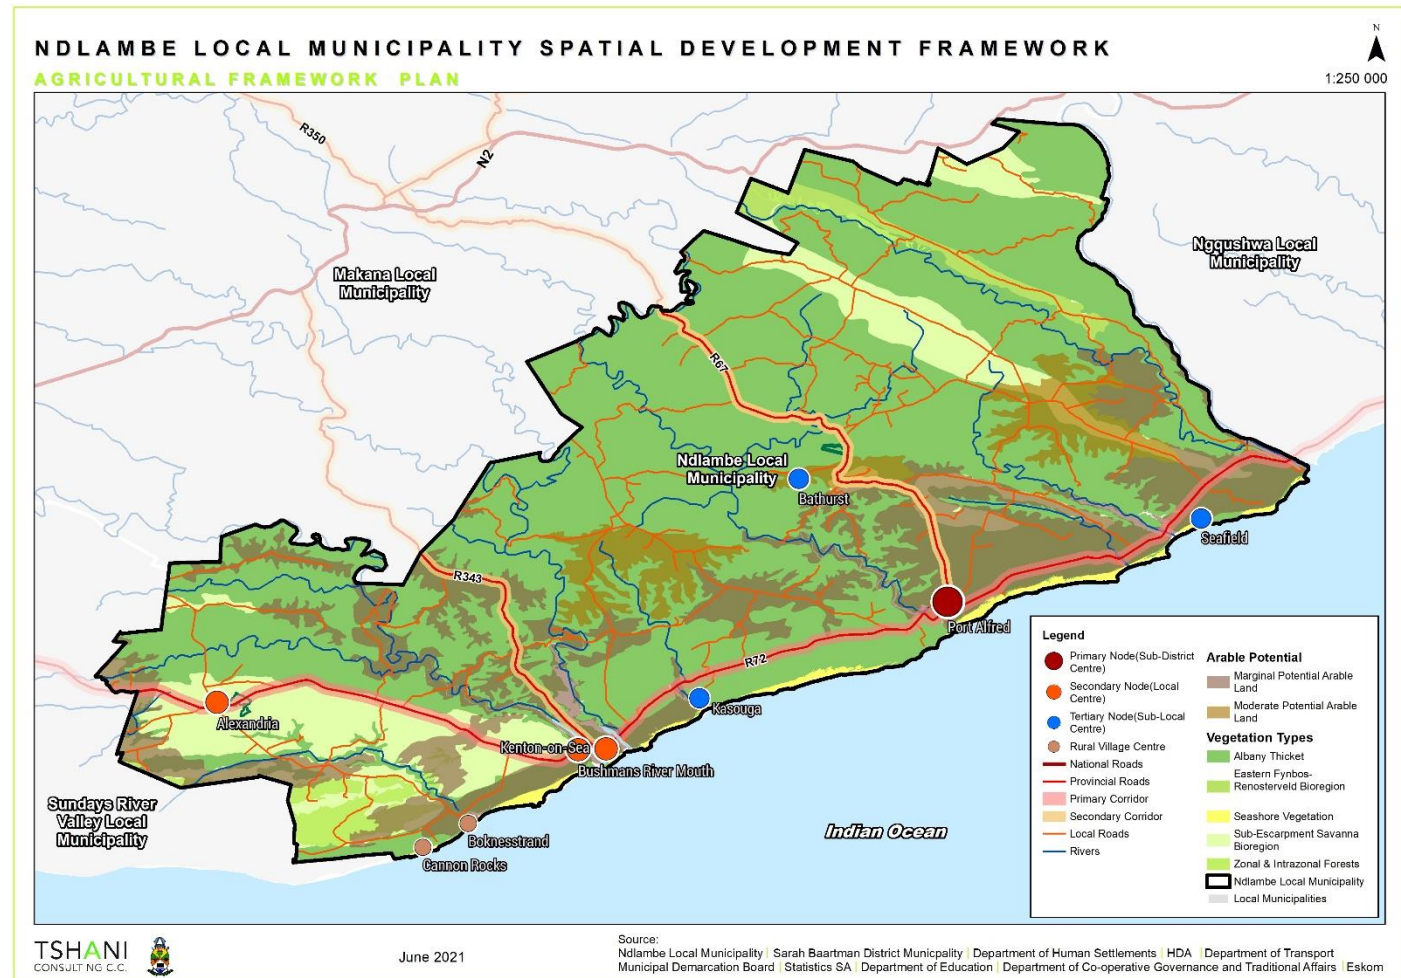 NDLAMBE LOCAL MUNICIPALITY SPATIAL DEVELOPMENT FRAMEWORK
AGRICULTURAL FRAMEWORK PLAN
N
1:250 000
R350
N2
Makana Local
Municipality
Ngqushwa Local
Municipality
R67
Ndlambe Local
Municipality
Bathurst
Seafield
R343
Port Alfred
R72
Kasouga
Alexandria
Kenton-on-Sea
Bushmans River Mouth
Sundays River
Valley Local
Municipality
Boknesstrand
Cannon Rocks
Indian Ocean
Legend
Primary Node(Sub-District
Centre)
Secondary Node(Local
Centre)
Tertiary Node(Sub-Local
Centre)
Rural Village Centre
National Roads
Provincial Roads
Primary Corridor
Secondary Corridor
Local Roads
Rivers
Arable Potential
Marginal Potential Arable
Land
Moderate Potential Arable
Land
Vegetation Types
Albany Thicket
Eastern Fynbos-
Renosterveld Bioregion
Seashore Vegetation
Sub-Escarpment Savanna
Bioregion
Zonal & Intrazonal Forests
Ndlambe Local Municipality
Local Municipalities
TSHANI
CONSULTING C.C.
June 2021
Source:
Ndlambe Local Municipality | Sarah Baartman District Municpality | Department of Human Settlements | HDA | Department of Transport
Municipal Demarcation Board | Statistics SA | Department of Education | Department of Co-operative Governance and Traditional Affairs | Eskom